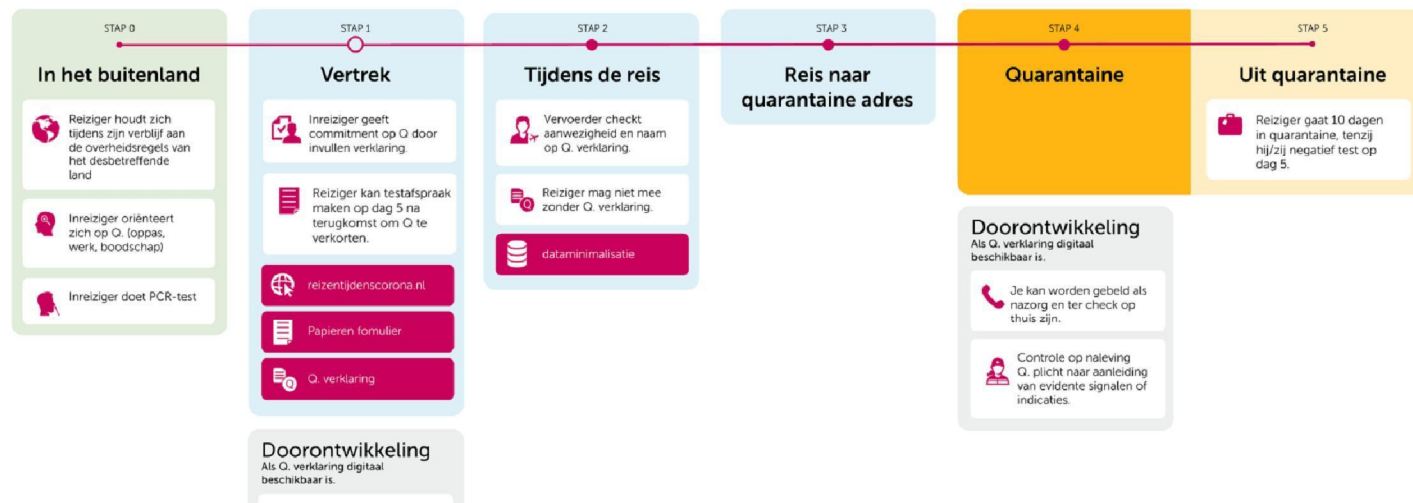 STAP 0
In het buitenland
Reiziger houdt zich
tijdens zijn verblijf aan
de overheidsregels van
het desbetreffende
land
Inreiziger oriënteert
zich op Q. (oppas,
werk, boodschap)
Inreiziger doet PCR-test
STAP 1
Vertrek
Inreiziger geeft
commitment op Q door
invullen verklaring.
Reiziger kan testafspraak
maken op dag 5 na
terugkomst om Q te
verkorten.
reizentijdenscorona.nl
Papieren fomulier
Q. verklaring
Doorontwikkeling
Als Q. verklaring digitaal
beschikbaar is.
STAP 2
Tijdens de reis
Vervoerder checkt
aanwezigheid en naam
op Q. verklaring.
Reiziger mag niet mee
zonder Q. verklaring.
dataminimalisatie
STAP 3
Reis naar
quarantaine adres
STAP 4
Quarantaine
Doorontwikkeling
Als Q. verklaring digitaal
beschikbaar is.
Je kan worden gebeld als
nazorg en ter check op
thuis zijn.
Controle op naleving
Q. plicht naar aanleiding
van evidente signalen of
indicaties.
STAP 5
Uit quarantaine
Reiziger gaat 10 dagen
in quarantaine, tenzij
hij/zij negatief test op
dag 5.